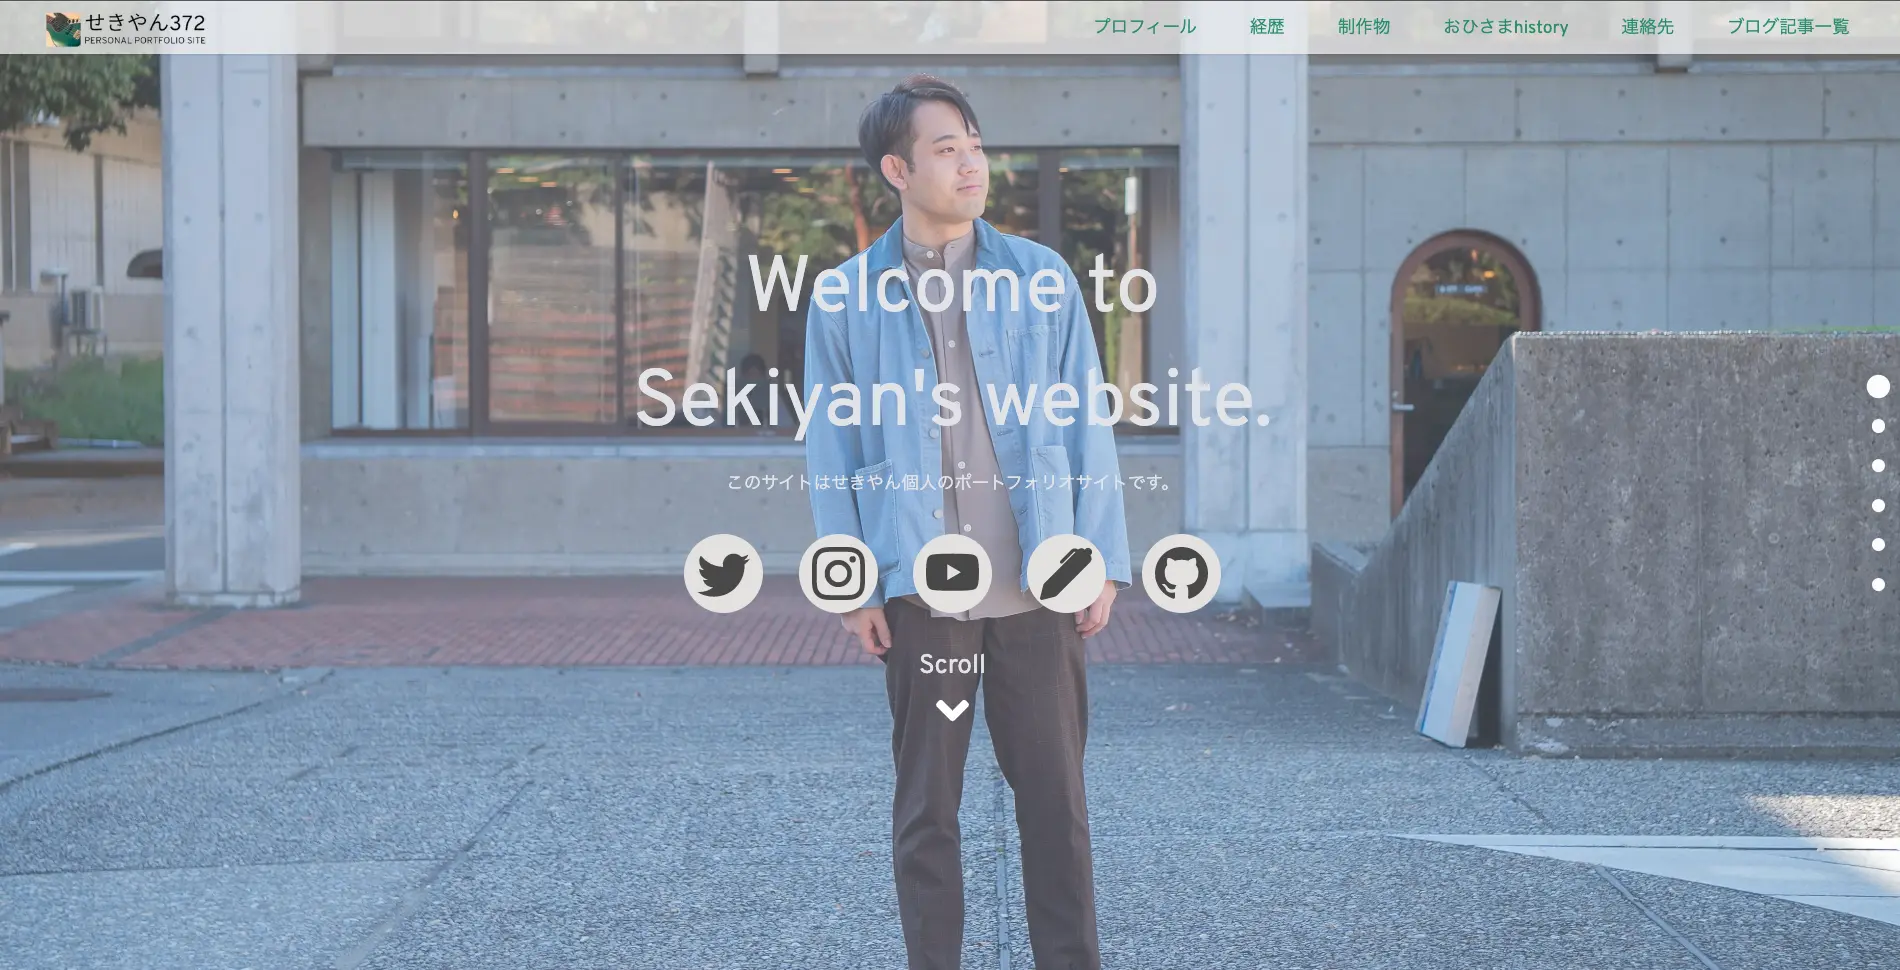 せきやん372
PERSONAL PORTFOLIO SITE
プロフィール
経歴
制作物
おひさまhistory
連絡先
ブログ記事一覧
Welcome to
Sekiyan's website.
このサイトはせきやん個人のポートフォリオサイトです。
Scroll